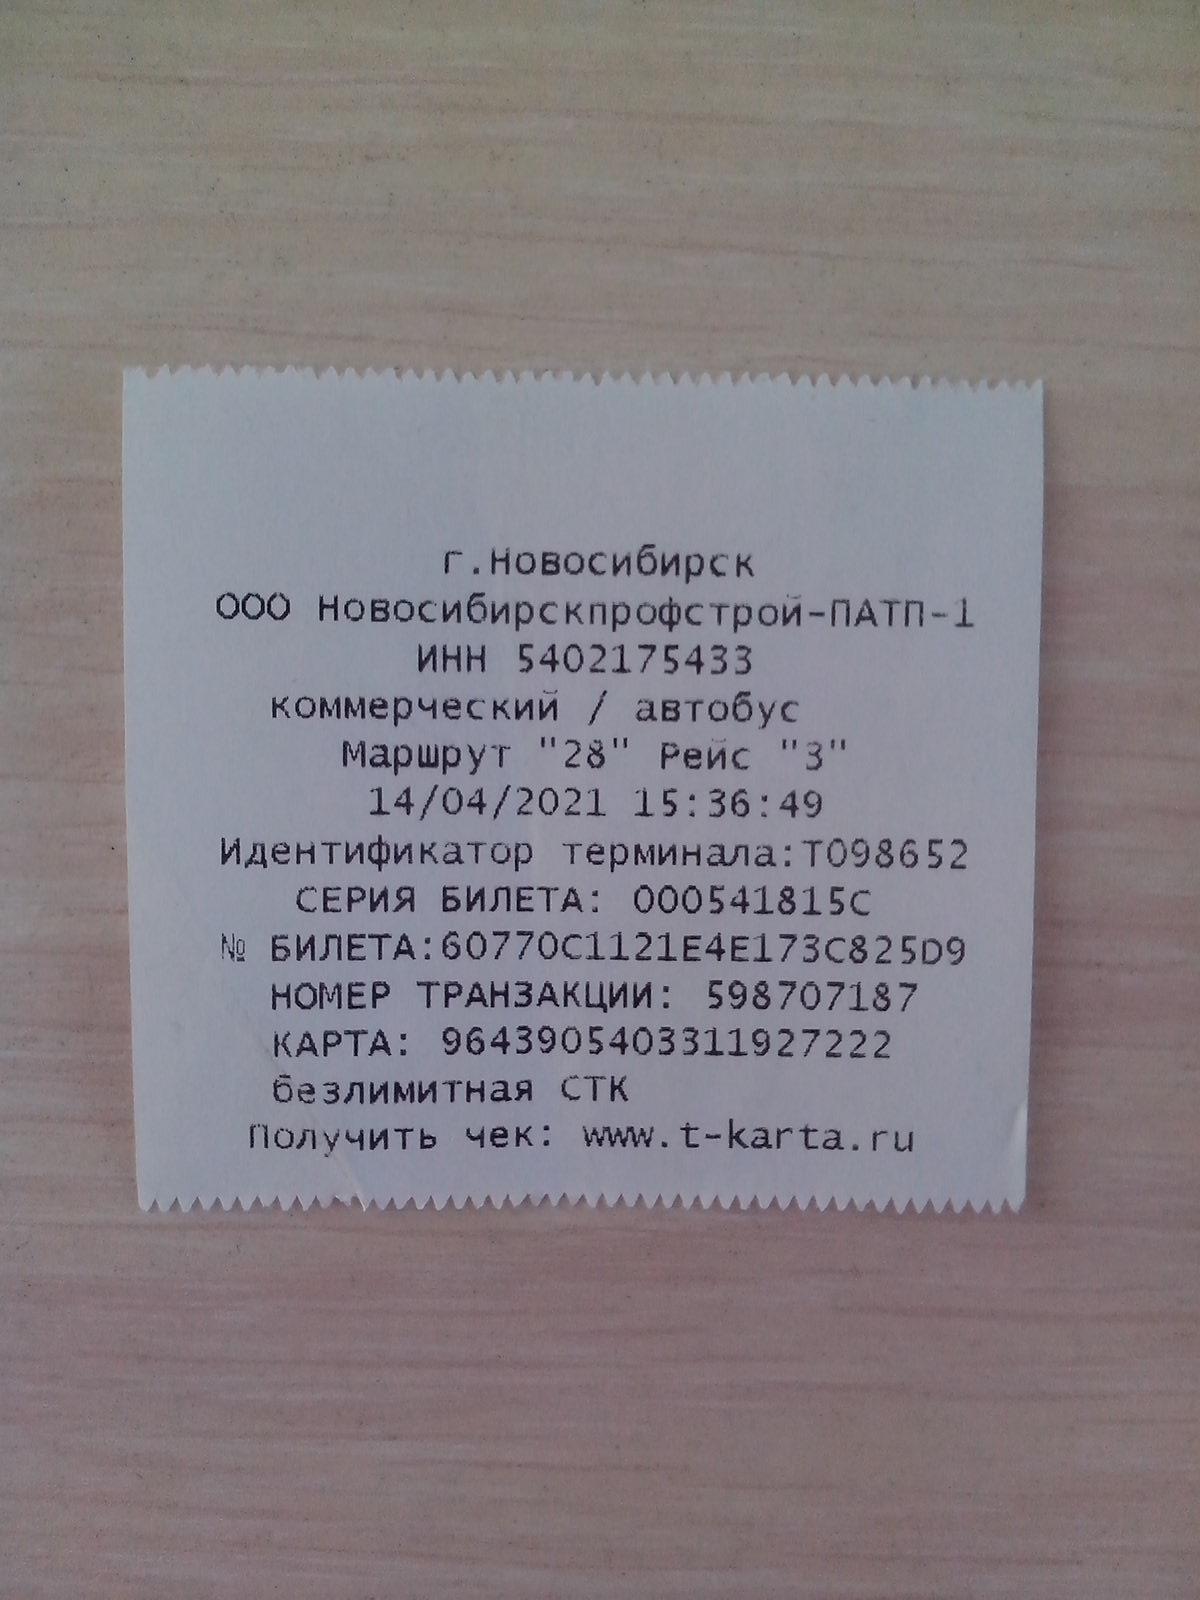 г.Новосибирск
ООО Новосибирскпрофстрой-ПАТП-1
ИНН 5402175433
коммерческий / автобус
Маршрут "28" Рейс "3"
14/04/2021 15:36:49
Идентификатор терминала:Т098652
СЕРИЯ БИЛЕТА: 000541815С
№ БИЛЕТА:60770C1121E4E173C825D9
НОМЕР ТРАНЗАКЦИИ: 598707187
КАРТА: 9643905403311927222
безлимитная СТК
Получить чек: www.t-karta.ru